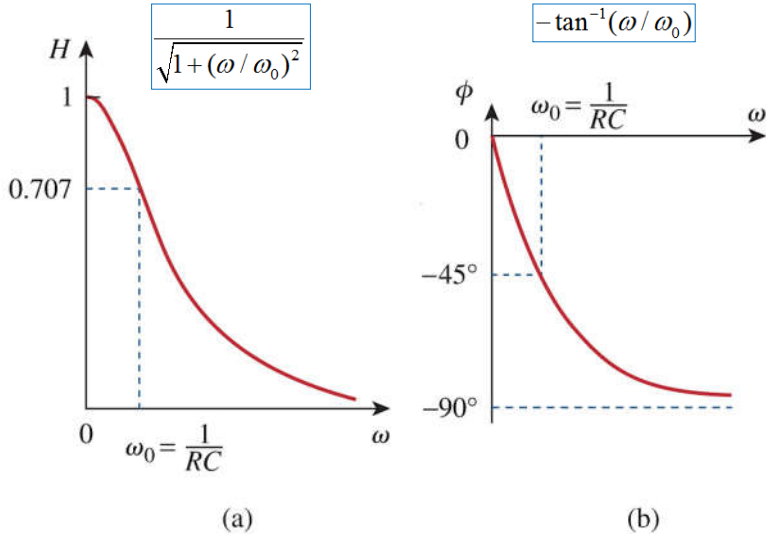 1 / √(1 + (ω / ω₀)²)
H
1
0.707
0
ω₀ = 1/RC
ω
(a)
−tan⁻¹(ω / ω₀)
ϕ
ω₀ = 1/RC
ω
0
−45°
−90°
(b)